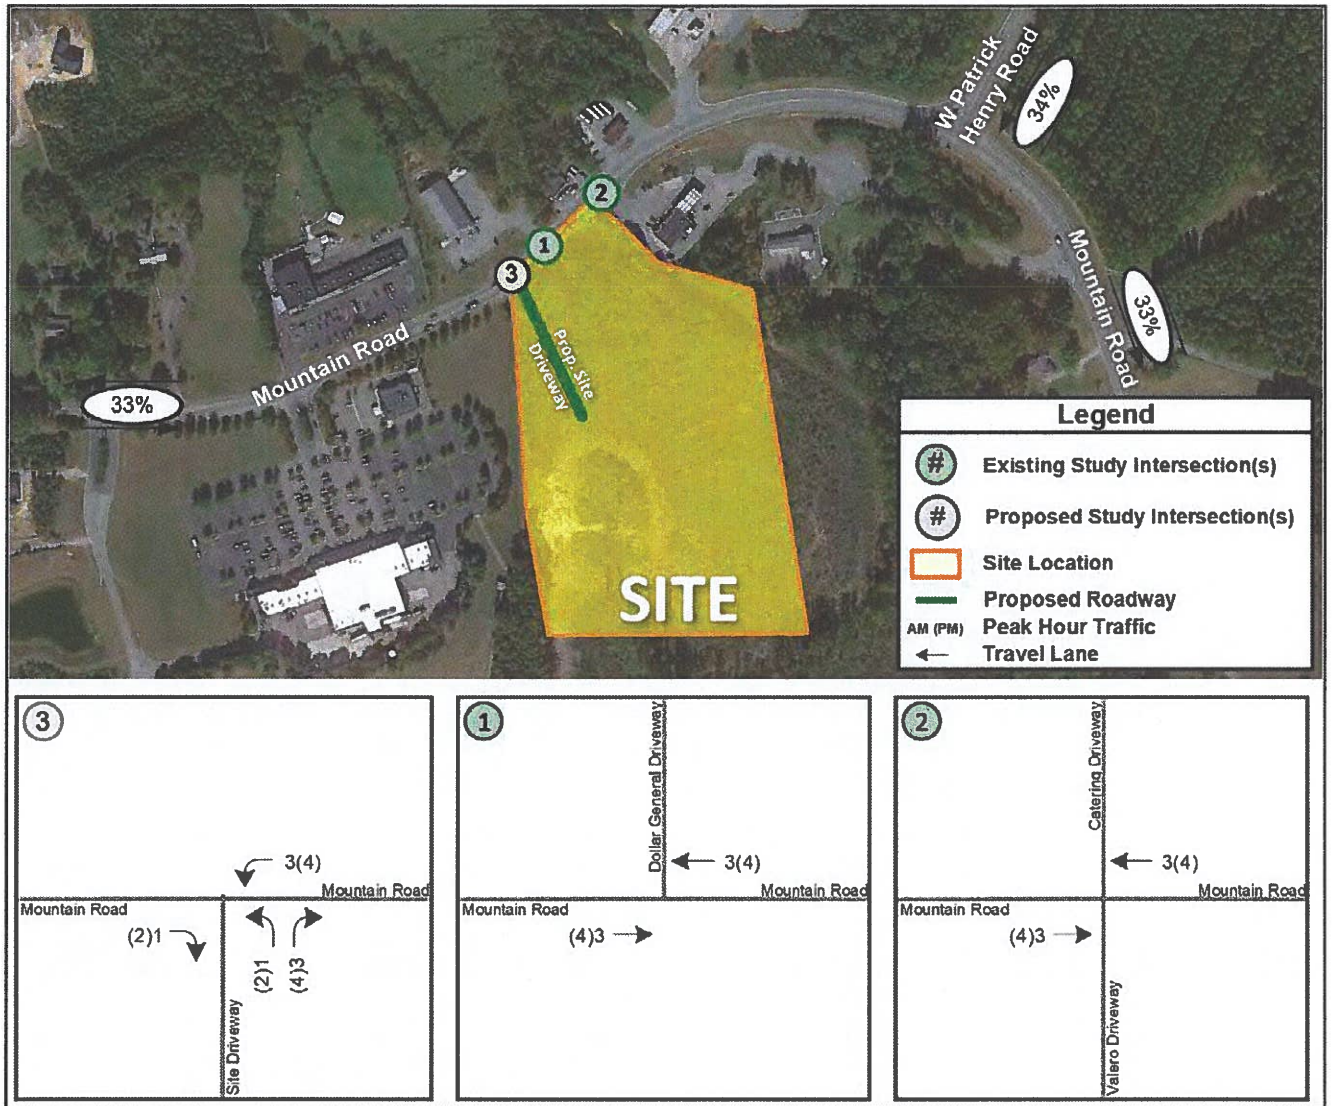 W Patrick
Henry Road
34%
2
1
3
Mountain Road
33%
Prop. Site
Driveway
Mountain Road
33%
SITE
Legend
# Existing Study Intersection(s)
# Proposed Study Intersection(s)
Site Location
Proposed Roadway
AM (PM) Peak Hour Traffic
Travel Lane
3
3(4)
Mountain Road
Mountain Road
(2)1
(2)1
(4)3
Site Driveway
1
Dollar General Driveway
3(4)
Mountain Road
Mountain Road
(4)3
2
Catering Driveway
3(4)
Mountain Road
Mountain Road
(4)3
Valero Driveway